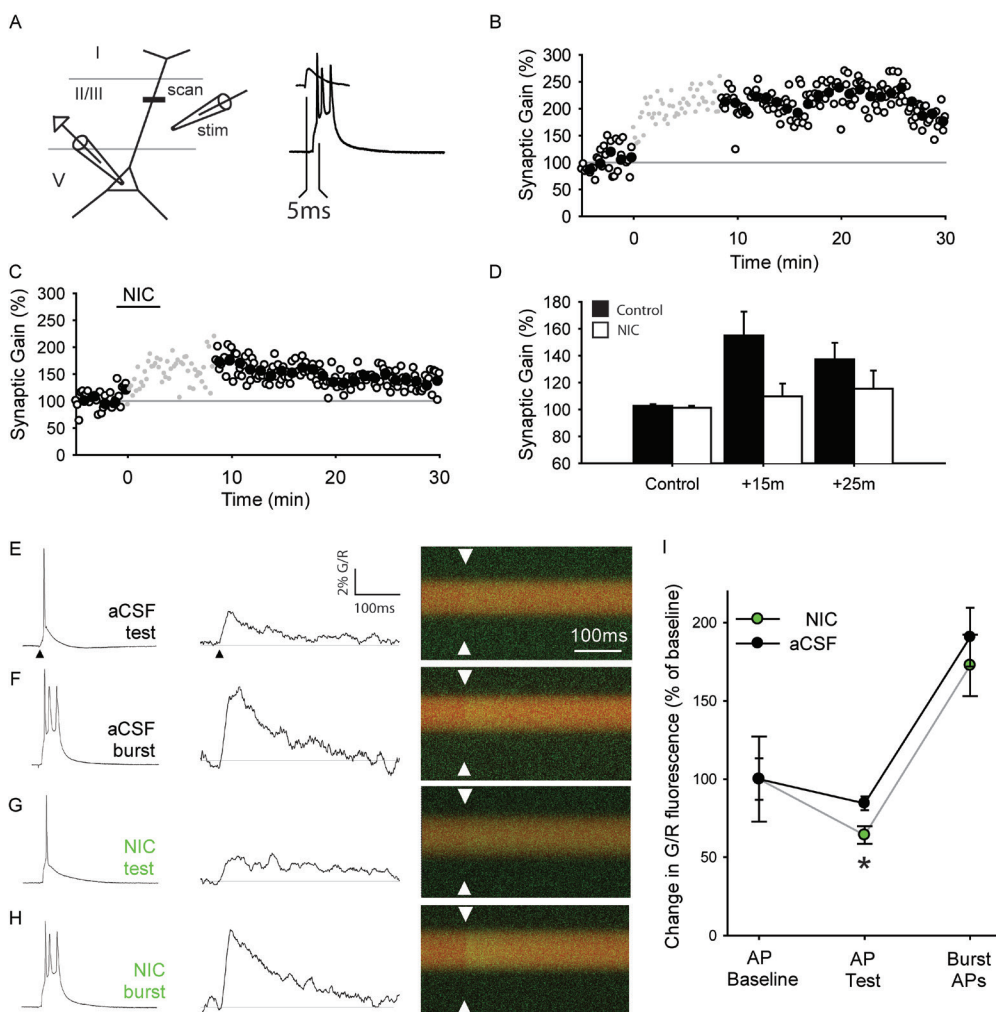 A
I
II/III
scan
stim
V
5ms
B
Synaptic Gain (%)
300
250
200
150
100
50
0
0
10
20
30
Time (min)
C
NIC
Synaptic Gain (%)
300
250
200
150
100
50
0
0
10
20
30
Time (min)
D
Synaptic Gain (%)
180
160
140
120
100
80
60
Control
NIC
Control
+15m
+25m
E
aCSF
test
2% G/R
100ms
100ms
F
aCSF
burst
G
NIC
test
H
NIC
burst
I
Change in G/R fluorescence (% of baseline)
200
150
100
50
0
NIC
aCSF
*
AP
Baseline
AP
Test
Burst
APs